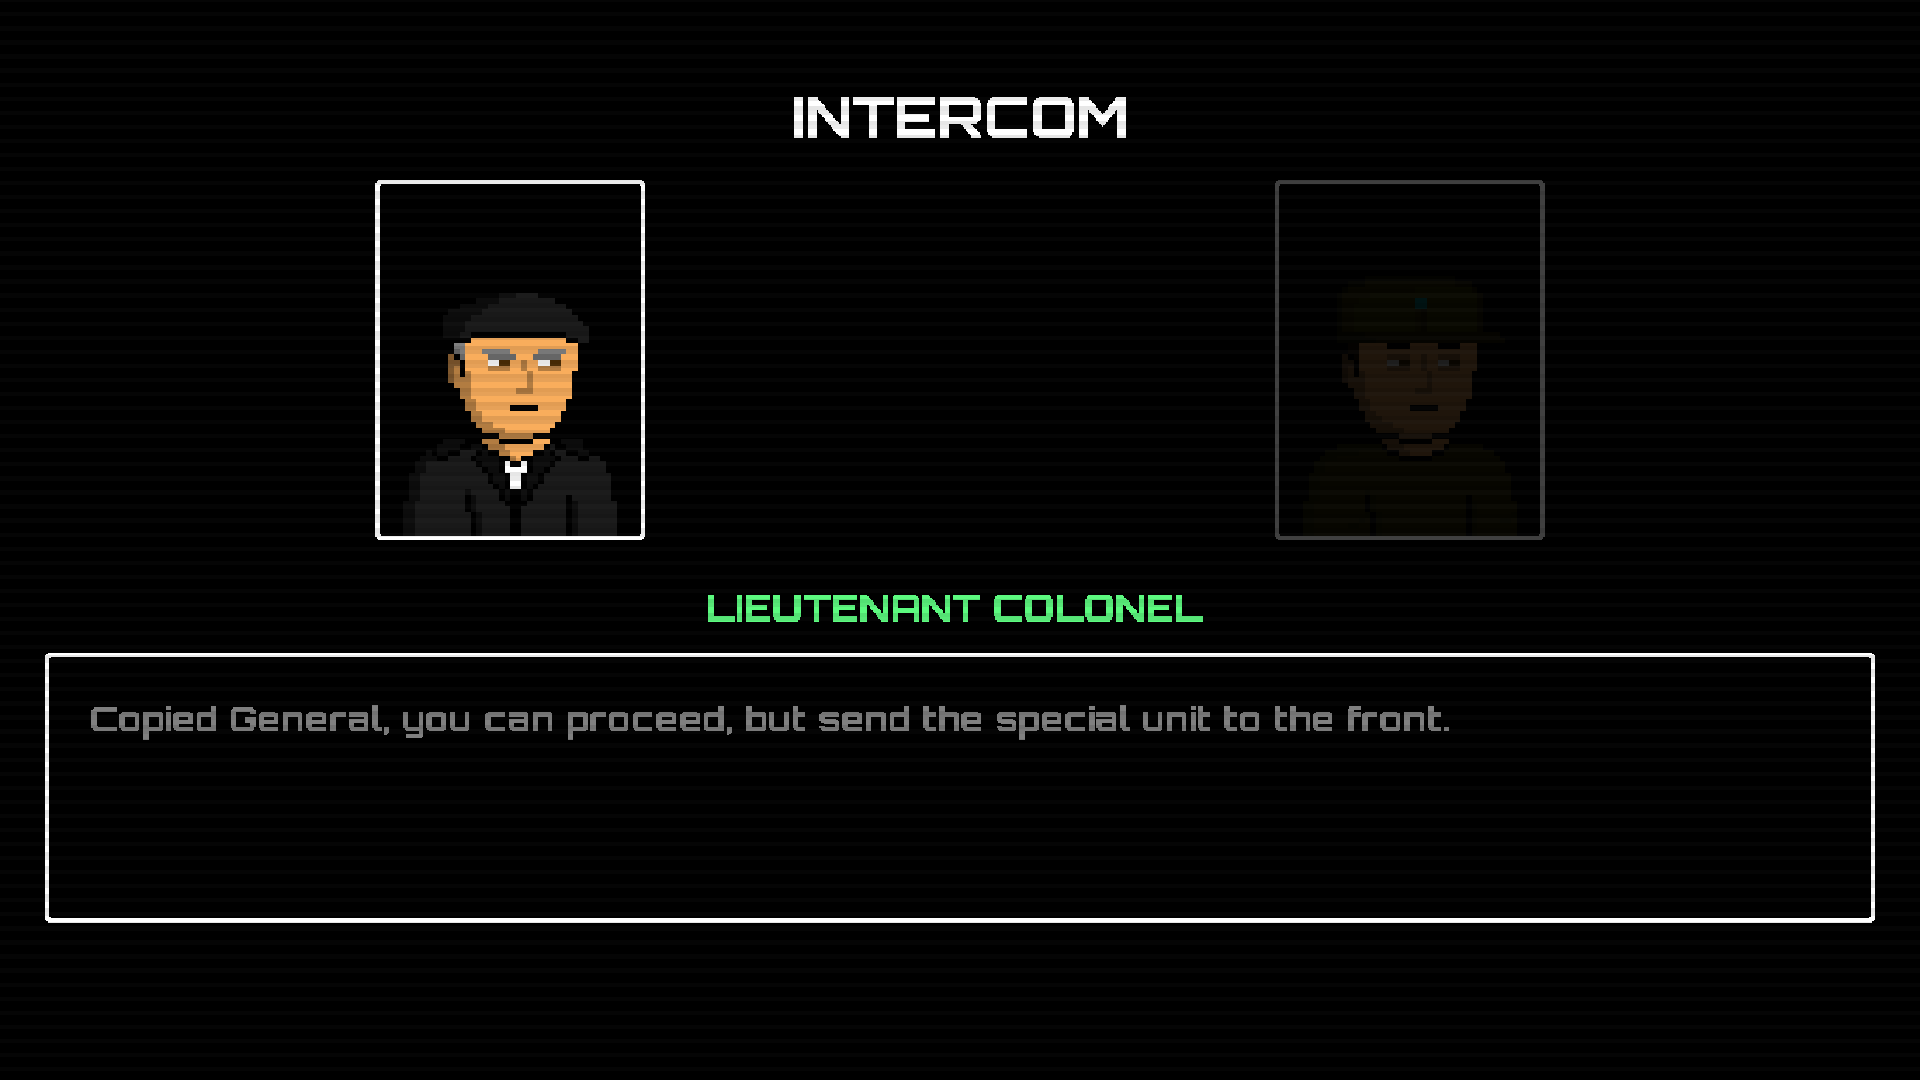 INTERCOM
LIEUTENANT COLONEL
Copied General, you can proceed, but send the special unit to the front.